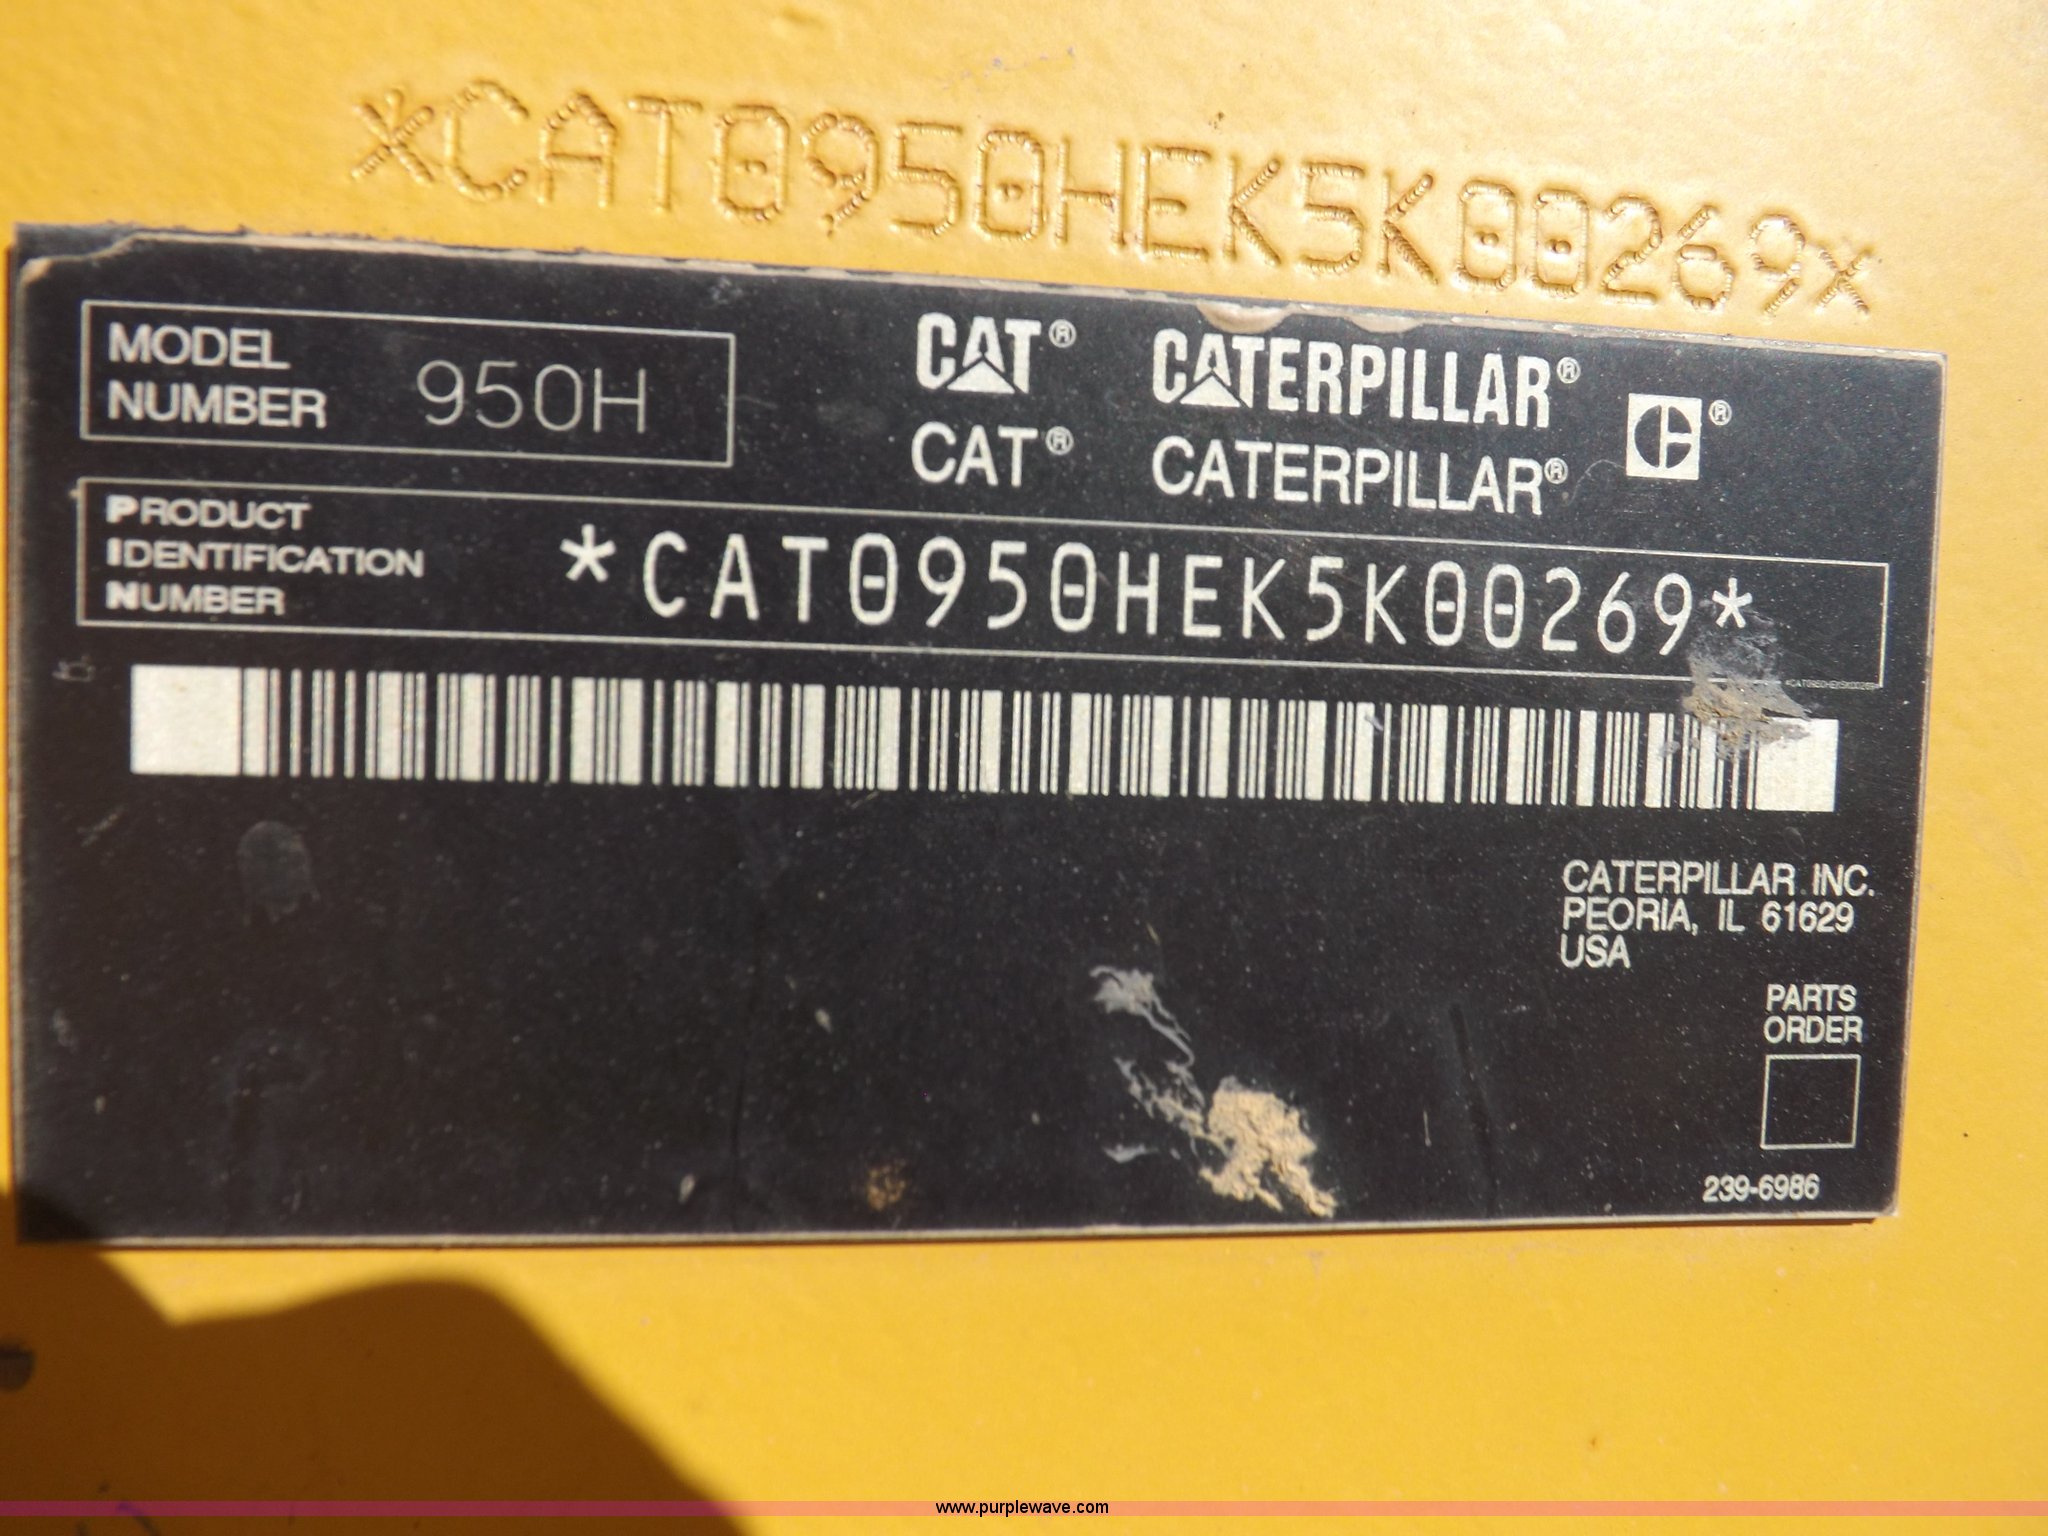 *CAT0950HEK5K00269*
MODEL
NUMBER 950H
CAT® CATERPILLAR® ®
CAT® CATERPILLAR®
PRODUCT
IDENTIFICATION
NUMBER
*CAT0950HEK5K00269*
CATERPILLAR INC.
PEORIA, IL 61629
USA
PARTS
ORDER
239-6986
www.purplewave.com